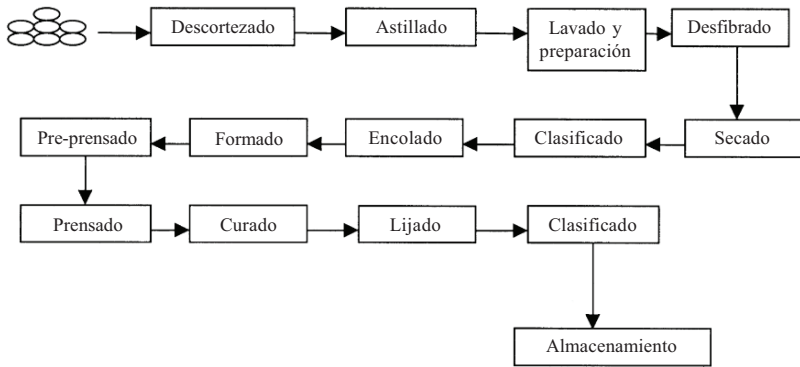 Descortezado
Astillado
Lavado y
preparación
Desfibrado
Secado
Clasificado
Encolado
Formado
Pre-prensado
Prensado
Curado
Lijado
Clasificado
Almacenamiento